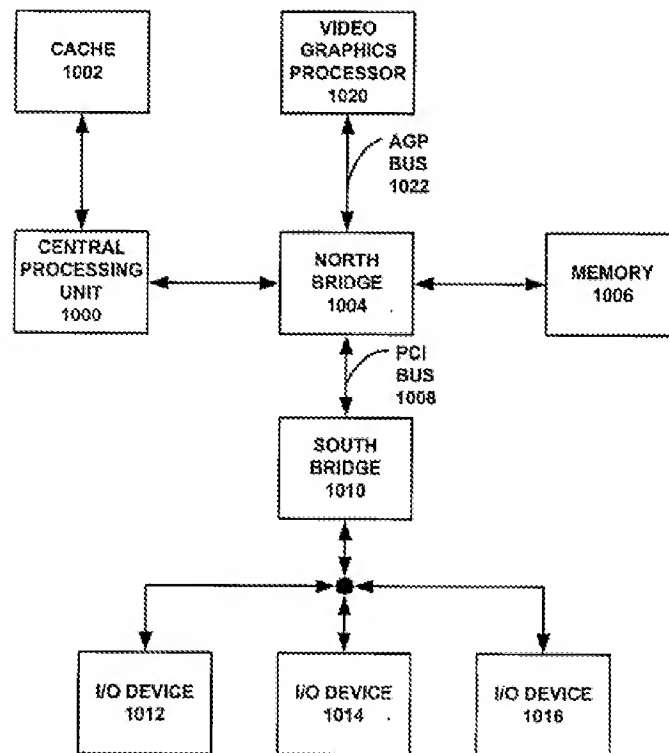 CACHE
1002
VIDEO
GRAPHICS
PROCESSOR
1020
AGP
BUS
1022
CENTRAL
PROCESSING
UNIT
1000
NORTH
BRIDGE
1004
MEMORY
1006
PCI
BUS
1008
SOUTH
BRIDGE
1010
I/O DEVICE
1012
I/O DEVICE
1014
I/O DEVICE
1016